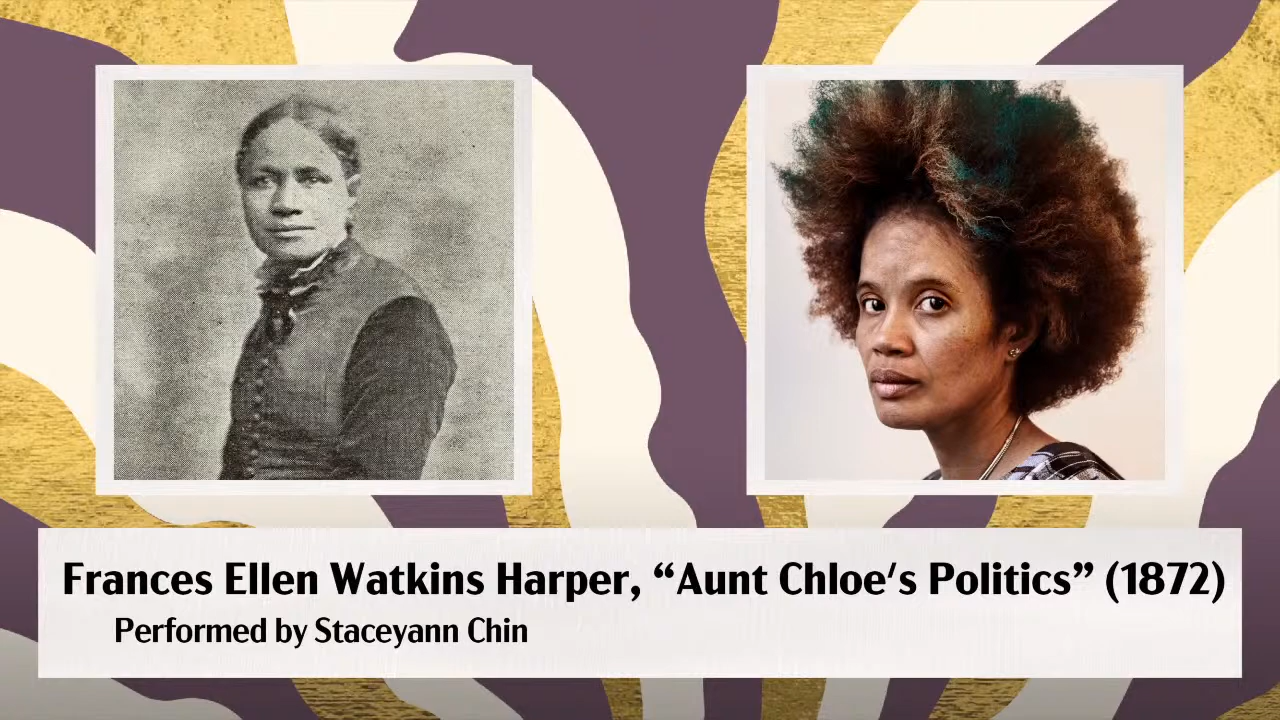 Frances Ellen Watkins Harper, “Aunt Chloe's Politics” (1872)
Performed by Staceyann Chin